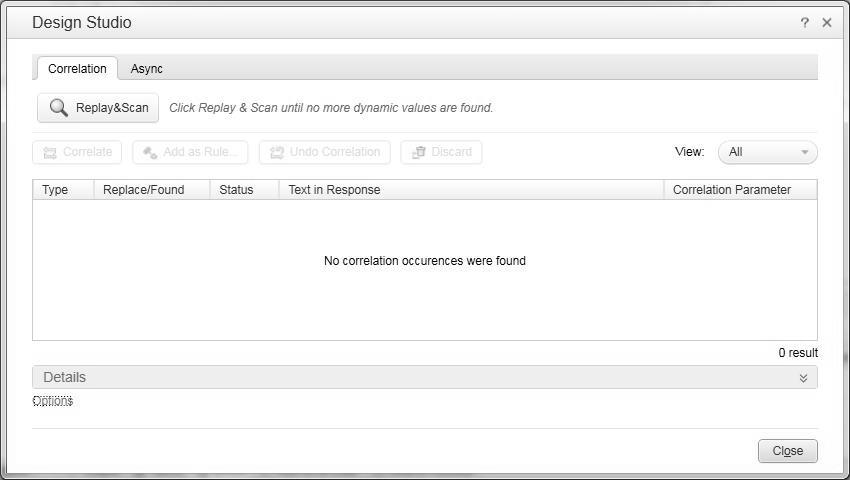 Design Studio ? ×
Correlation Async
Replay&Scan Click Replay & Scan until no more dynamic values are found.
Correlate Add as Rule... Undo Correlation Discard View: All
Type Replace/Found Status Text in Response Correlation Parameter
No correlation occurences were found
0 result
Details
Options
Close